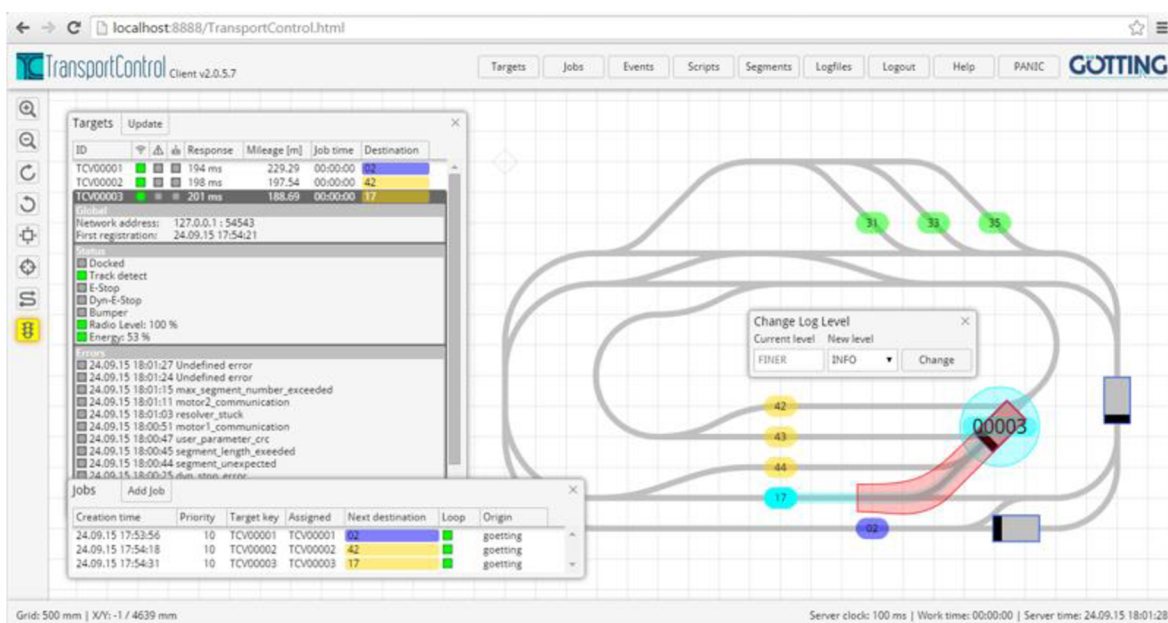 localhost:8888/TransportControl.html
TransportControl Client v2.0.5.7
Targets Jobs Events Scripts Segments Logfiles Logout Help PANIC GÖTTING
Targets Update
ID Response Mileage [m] Job time Destination
TCV00001 194 ms 229.29 00:00:00 02
TCV00002 198 ms 197.54 00:00:00 42
TCV00003 201 ms 188.69 00:00:00 17
Global
Network address: 127.0.0.1 : 54543
First registration: 24.09.15 17:54:21
Status
Docked
Track detect
E-Stop
Dyn-E-Stop
Bumper
Radio Level: 100 %
Energy: 53 %
Errors
24.09.15 18:01:27 Undefined error
24.09.15 18:01:24 Undefined error
24.09.15 18:01:15 max_segment_number_exceeded
24.09.15 18:01:11 motor2_communication
24.09.15 18:01:03 resolver_stuck
24.09.15 18:00:51 motor1_communication
24.09.15 18:00:47 user_parameter_crc
24.09.15 18:00:45 segment_length_exeeded
24.09.15 18:00:44 segment_unexpected
24.09.15 18:00:25 dyn_stop_error
Jobs Add Job
Creation time Priority Target key Assigned Next destination Loop Origin
24.09.15 17:53:56 10 TCV00001 TCV00001 02 goetting
24.09.15 17:54:18 10 TCV00002 TCV00002 42 goetting
24.09.15 17:54:31 10 TCV00003 TCV00003 17 goetting
31 33 35
Change Log Level
Current level New level
FINER INFO Change
42
00003
43
44
17
02
Grid: 500 mm | X/Y: -1 / 4639 mm
Server clock: 100 ms | Work time: 00:00:00 | Server time: 24.09.15 18:01:28